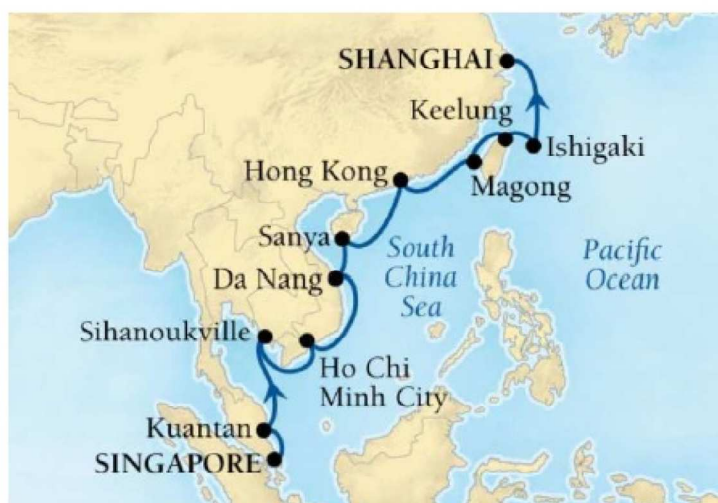 SHANGHAI
Keelung
Ishigaki
Hong Kong
Magong
Sanya
South
China
Sea
Pacific
Ocean
Da Nang
Sihanoukville
Ho Chi
Minh City
Kuantan
SINGAPORE